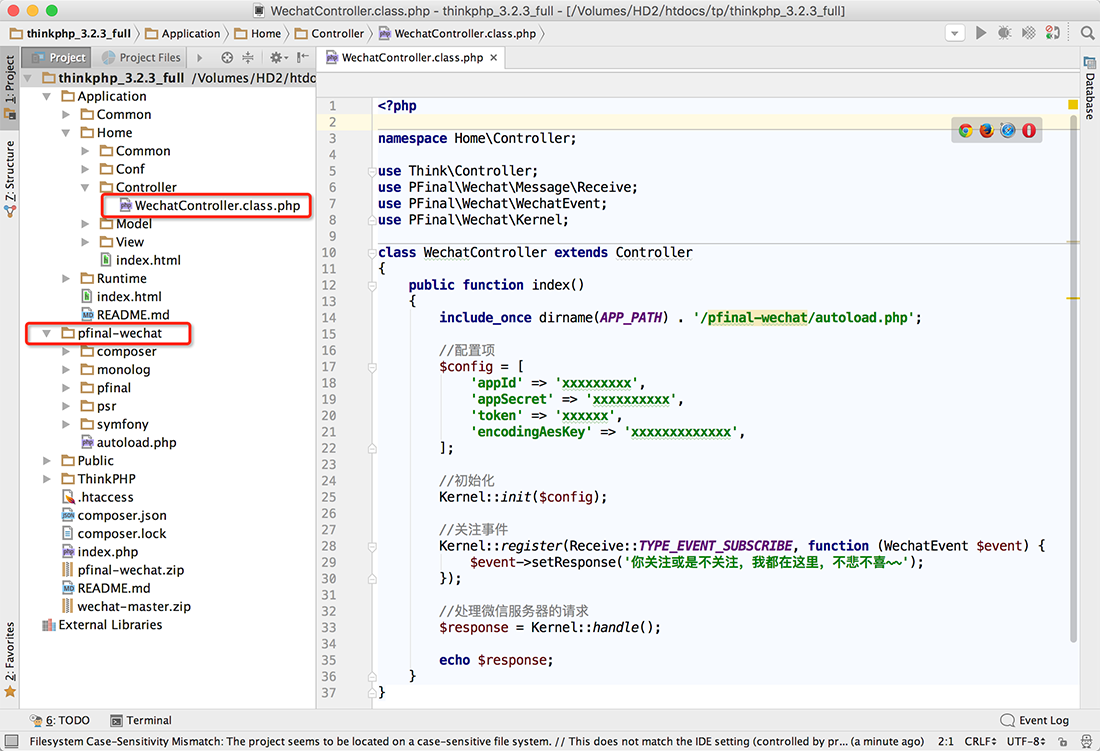 WechatController.class.php - thinkphp_3.2.3_full - [/Volumes/HD2/htdocs/tp/thinkphp_3.2.3_full]
thinkphp_3.2.3_full Application Home Controller WechatController.class.php
Project Project Files
WechatController.class.php
1: Project
Z: Structure
2: Favorites
Database
thinkphp_3.2.3_full /Volumes/HD2/htdo
Application
Common
Home
Common
Conf
Controller
WechatController.class.php
Model
View
index.html
Runtime
index.html
README.md
pfinal-wechat
composer
monolog
pfinal
psr
symfony
autoload.php
Public
ThinkPHP
.htaccess
composer.json
composer.lock
index.php
pfinal-wechat.zip
README.md
wechat-master.zip
External Libraries
1 <?php
2
3 namespace Home\Controller;
4
5 use Think\Controller;
6 use PFinal\Wechat\Message\Receive;
7 use PFinal\Wechat\WechatEvent;
8 use PFinal\Wechat\Kernel;
9
10 class WechatController extends Controller
11 {
12 public function index()
13 {
14 include_once dirname(APP_PATH) . '/pfinal-wechat/autoload.php';
15
16 //配置项
17 $config = [
18 'appId' => 'xxxxxxxxx',
19 'appSecret' => 'xxxxxxxxxx',
20 'token' => 'xxxxxx',
21 'encodingAesKey' => 'xxxxxxxxxxxxx',
22 ];
23
24 //初始化
25 Kernel::init($config);
26
27 //关注事件
28 Kernel::register(Receive::TYPE_EVENT_SUBSCRIBE, function (WechatEvent $event) {
29 $event->setResponse('你关注或是不关注，我都在这里，不悲不喜~~');
30 });
31
32 //处理微信服务器的请求
33 $response = Kernel::handle();
34
35 echo $response;
36 }
37 }
6: TODO Terminal Event Log
Filesystem Case-Sensitivity Mismatch: The project seems to be located on a case-sensitive file system. // This does not match the IDE setting (controlled by pr... (a minute ago) 2:1 CRLF UTF-8